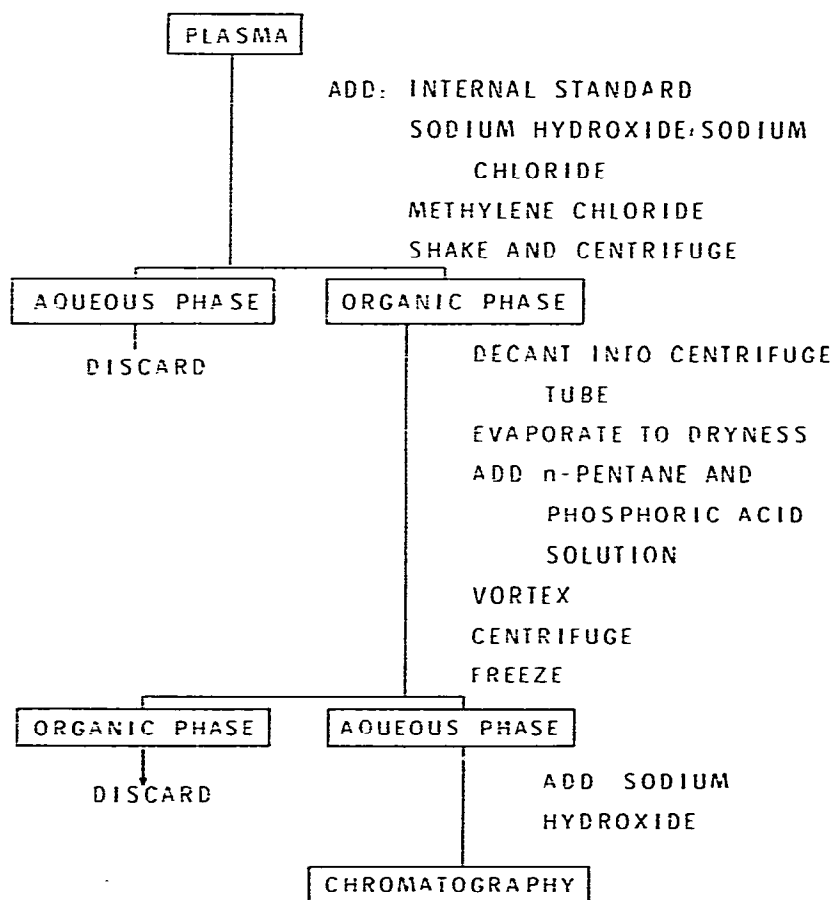 PLASMA
ADD: INTERNAL STANDARD
SODIUM HYDROXIDE:SODIUM
CHLORIDE
METHYLENE CHLORIDE
SHAKE AND CENTRIFUGE
AQUEOUS PHASE
ORGANIC PHASE
DISCARD
DECANT INTO CENTRIFUGE
TUBE
EVAPORATE TO DRYNESS
ADD n-PENTANE AND
PHOSPHORIC ACID
SOLUTION
VORTEX
CENTRIFUGE
FREEZE
ORGANIC PHASE
AQUEOUS PHASE
DISCARD
ADD SODIUM
HYDROXIDE
CHROMATOGRAPHY